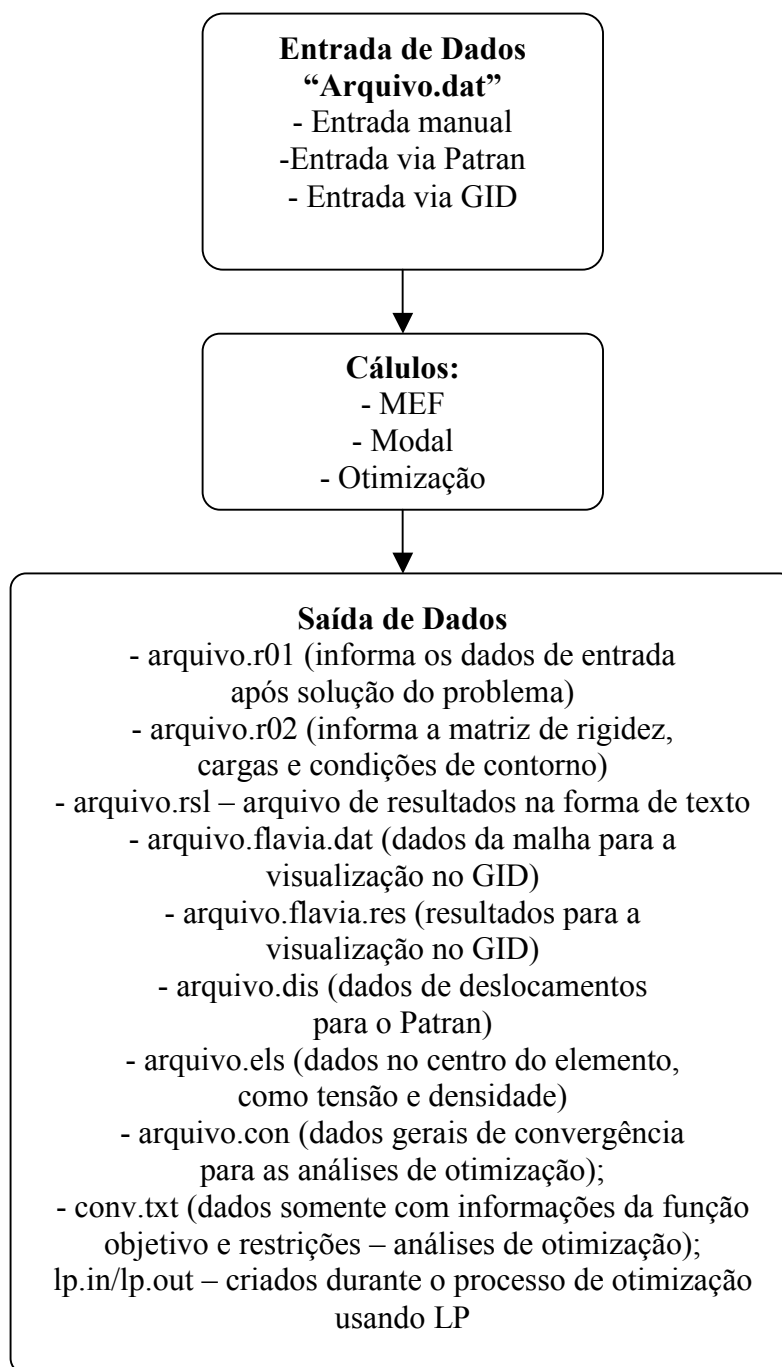 Entrada de Dados
“Arquivo.dat”
- Entrada manual
-Entrada via Patran
- Entrada via GID
Cálulos:
- MEF
- Modal
- Otimização
Saída de Dados
- arquivo.r01 (informa os dados de entrada
após solução do problema)
- arquivo.r02 (informa a matriz de rigidez,
cargas e condições de contorno)
- arquivo.rsl – arquivo de resultados na forma de texto
- arquivo.flavia.dat (dados da malha para a
visualização no GID)
- arquivo.flavia.res (resultados para a
visualização no GID)
- arquivo.dis (dados de deslocamentos
para o Patran)
- arquivo.els (dados no centro do elemento,
como tensão e densidade)
- arquivo.con (dados gerais de convergência
para as análises de otimização);
- conv.txt (dados somente com informações da função
objetivo e restrições – análises de otimização);
lp.in/lp.out – criados durante o processo de otimização
usando LP